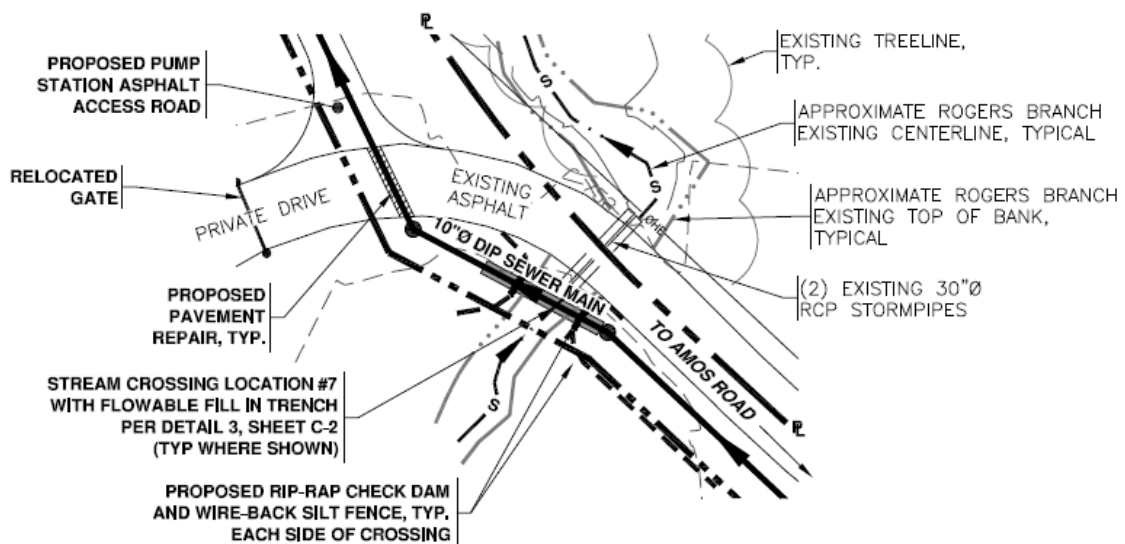 PROPOSED PUMP
STATION ASPHALT
ACCESS ROAD
RELOCATED
GATE
PRIVATE DRIVE
EXISTING
ASPHALT
10"Ø DIP SEWER MAIN
PROPOSED
PAVEMENT
REPAIR, TYP.
STREAM CROSSING LOCATION #7
WITH FLOWABLE FILL IN TRENCH
PER DETAIL 3, SHEET C-2
(TYP WHERE SHOWN)
PROPOSED RIP-RAP CHECK DAM
AND WIRE-BACK SILT FENCE, TYP.
EACH SIDE OF CROSSING
PL
S
S
S
OHE
TO AMOS ROAD
PL
EXISTING TREELINE,
TYP.
APPROXIMATE ROGERS BRANCH
EXISTING CENTERLINE, TYPICAL
APPROXIMATE ROGERS BRANCH
EXISTING TOP OF BANK,
TYPICAL
(2) EXISTING 30"Ø
RCP STORMPIPES